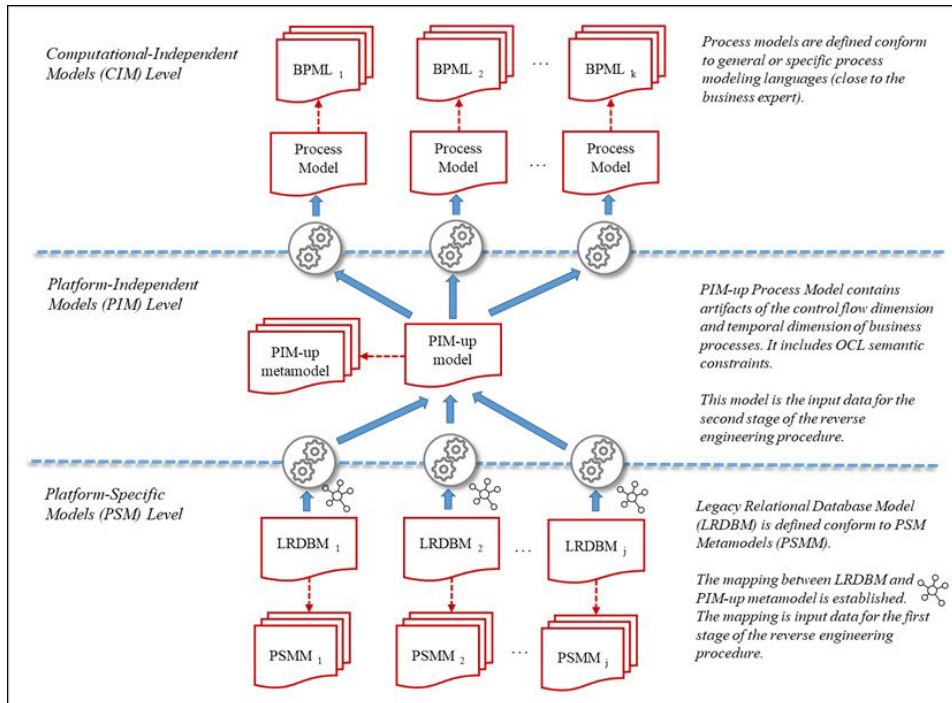 Computational-Independent
Models (CIM) Level
BPML 1
BPML 2
...
BPML k
Process models are defined conform
to general or specific process
modeling languages (close to the
business expert).
Process
Model
Process
Model
...
Process
Model
Platform-Independent
Models (PIM) Level
PIM-up
metamodel
PIM-up
model
PIM-up Process Model contains
artifacts of the control flow dimension
and temporal dimension of business
processes. It includes OCL semantic
constraints.
This model is the input data for the
second stage of the reverse
engineering procedure.
Platform-Specific
Models (PSM) Level
LRDBM 1
LRDBM 2
...
LRDBM j
Legacy Relational Database Model
(LRDBM) is defined conform to PSM
Metamodels (PSMM).
The mapping between LRDBM and
PIM-up metamodel is established.
The mapping is input data for the first
stage of the reverse engineering
procedure.
PSMM 1
PSMM 2
...
PSMM j